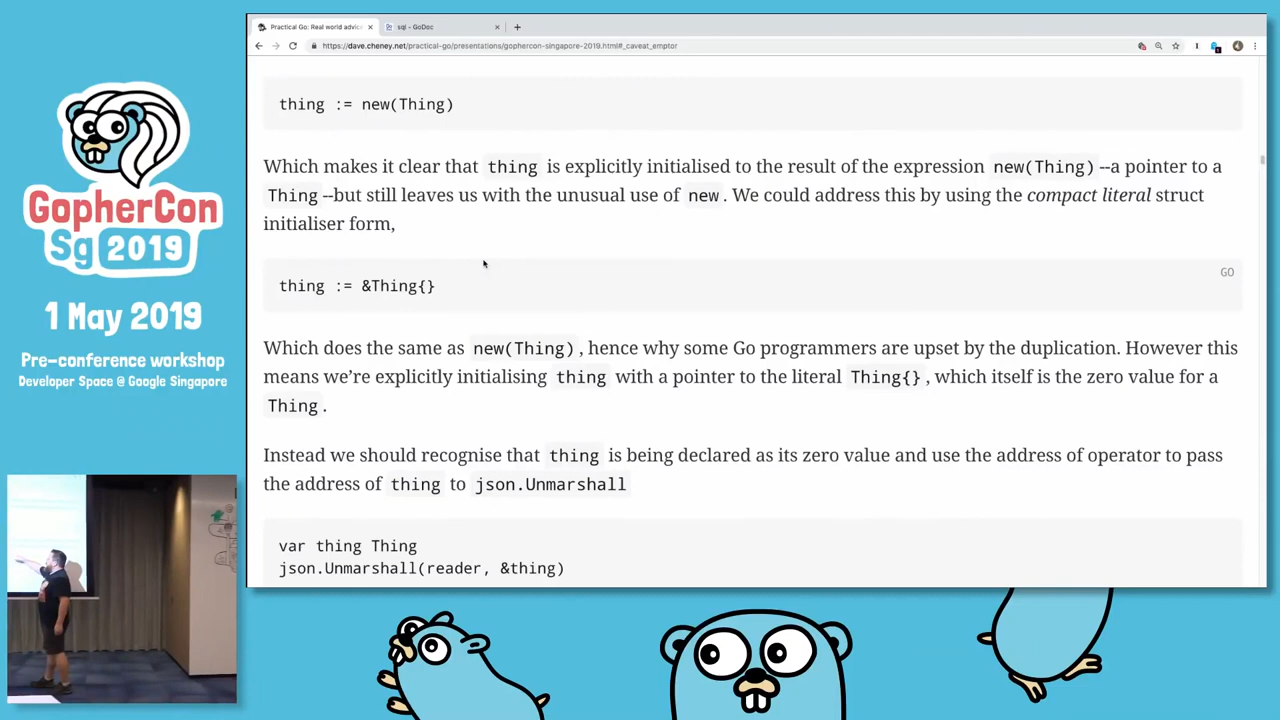 GopherCon
Sg 2019
1 May 2019
Pre-conference workshop
Developer Space @ Google Singapore
Practical Go: Real world advice
sql - GoDoc
https://dave.cheney.net/practical-go/presentations/gophercon-singapore-2019.html#_caveat_emptor
thing := new(Thing)
Which makes it clear that thing is explicitly initialised to the result of the expression new(Thing) --a pointer to a
Thing --but still leaves us with the unusual use of new . We could address this by using the compact literal struct
initialiser form,
GO
thing := &Thing{}
Which does the same as new(Thing) , hence why some Go programmers are upset by the duplication. However this
means we’re explicitly initialising thing with a pointer to the literal Thing{} , which itself is the zero value for a
Thing .
Instead we should recognise that thing is being declared as its zero value and use the address of operator to pass
the address of thing to json.Unmarshall
var thing Thing
json.Unmarshall(reader, &thing)